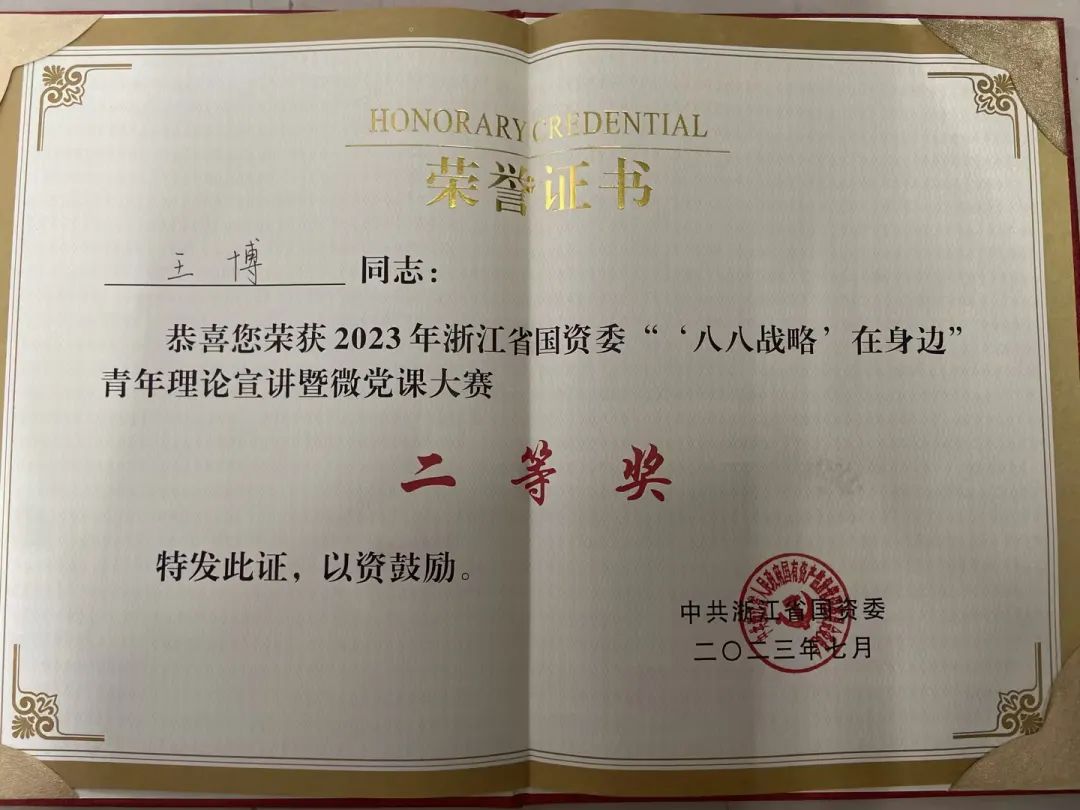 HONORARY CREDENTIAL
荣誉证书
王博 同志：
恭喜您荣获2023年浙江省国资委“‘八八战略’在身边”
青年理论宣讲暨微党课大赛
二等奖
特发此证，以资鼓励。
中共浙江省国资委
二〇二三年七月